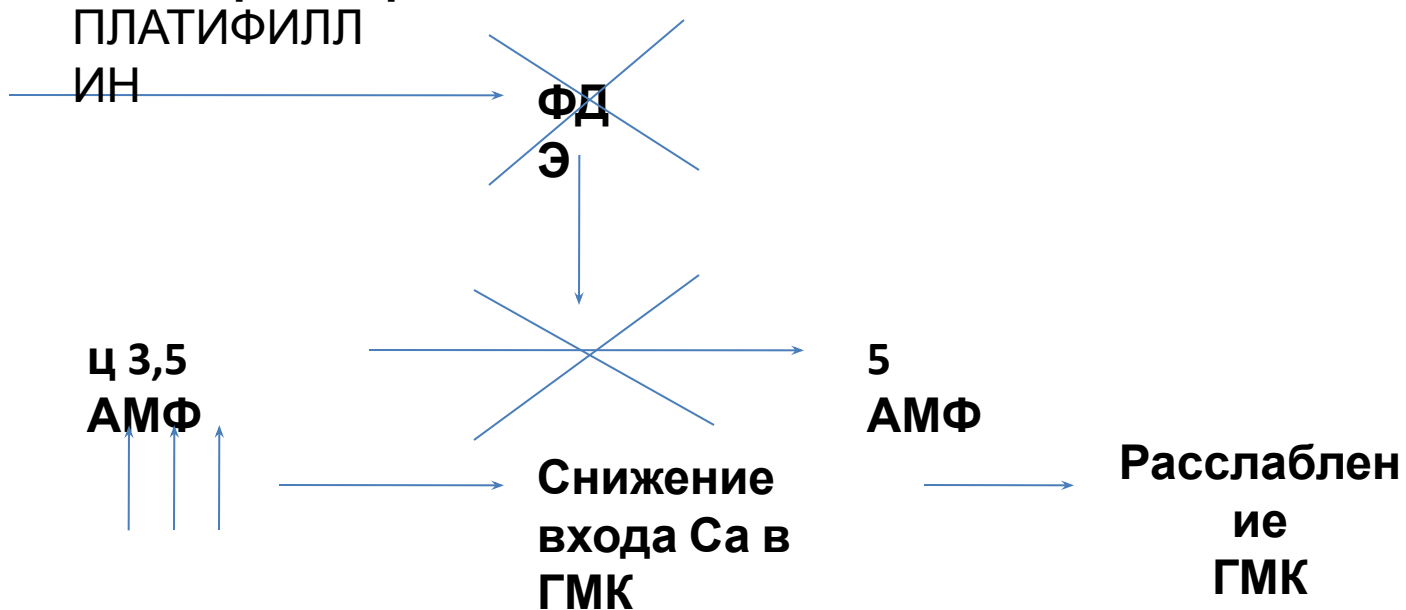 ПЛАТИФИЛЛ
ИН
ФД
Э
ц 3,5
АМФ
5
АМФ
Снижение
входа Са в
ГМК
Расслаблен
ие
ГМК